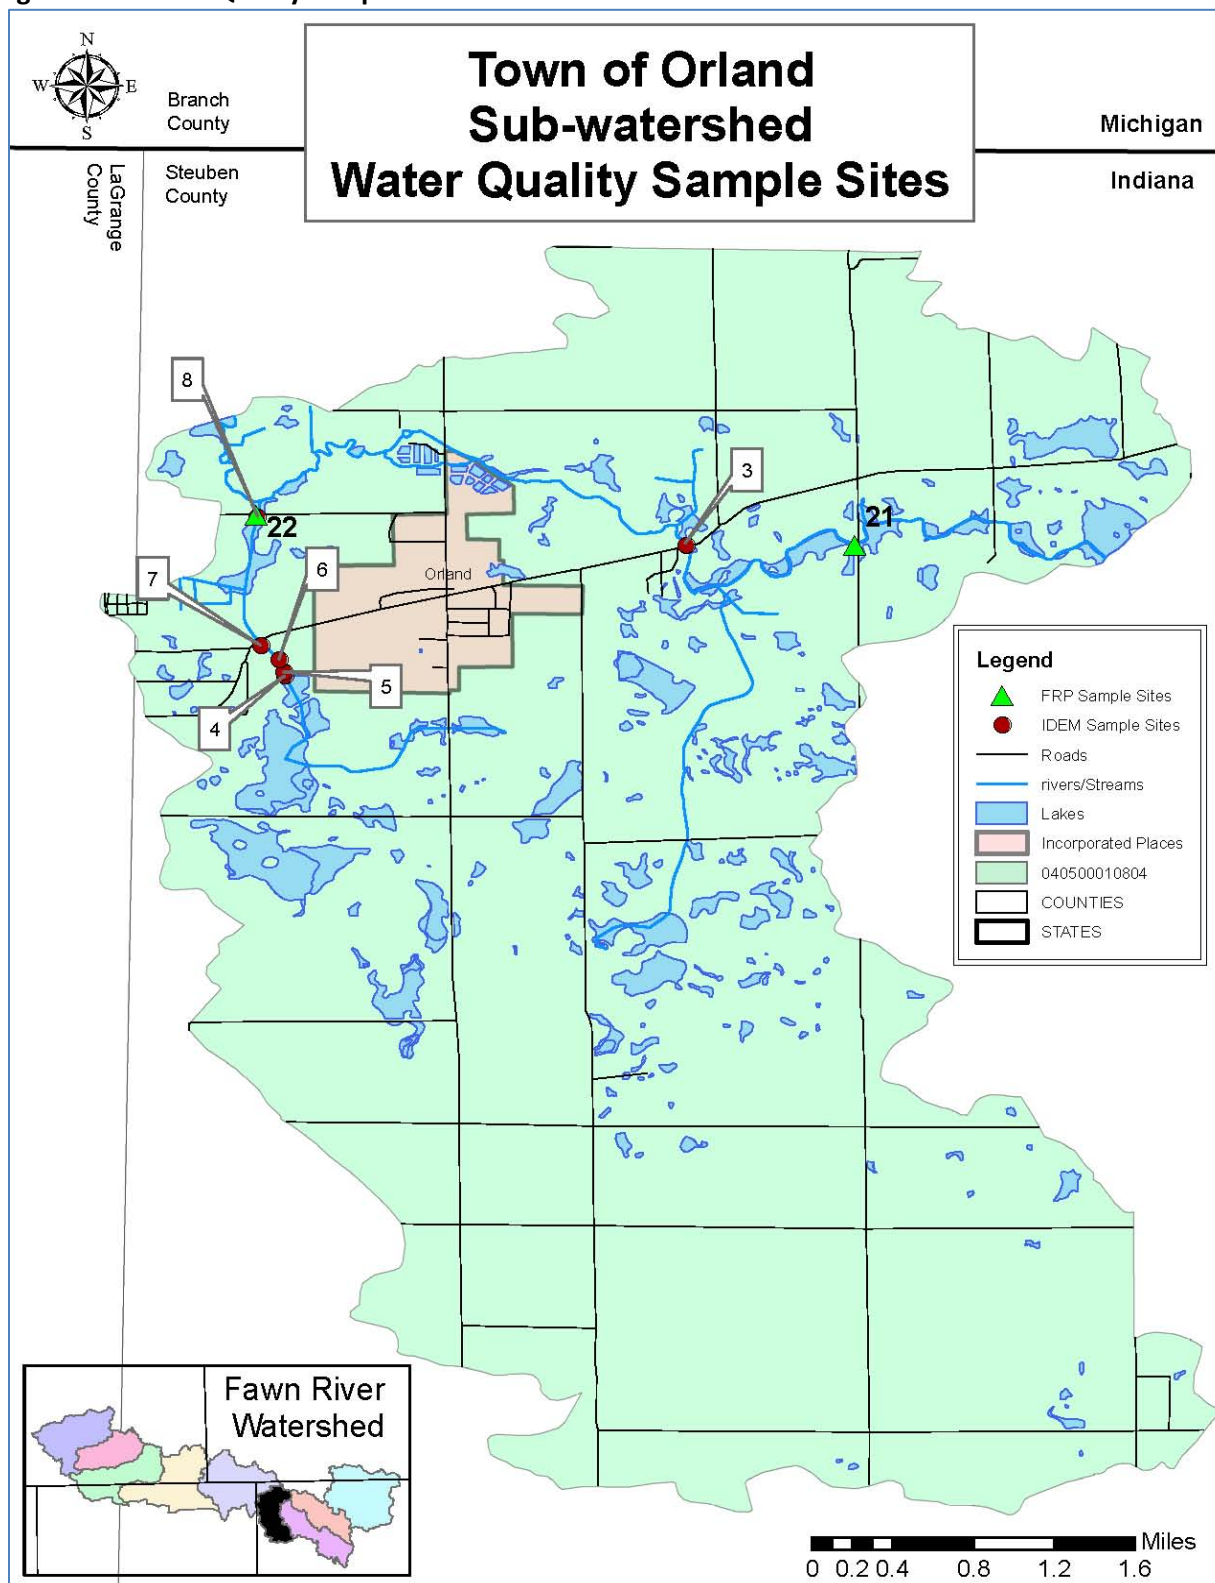 N
W
E
S
Branch
County
Town of Orland
Sub-watershed
Water Quality Sample Sites
Michigan
LaGrange
County
Steuben
County
Indiana
8
3
22
21
7
6
Orland
5
4
Legend
FRP Sample Sites
IDEM Sample Sites
Roads
rivers/Streams
Lakes
Incorporated Places
040500010804
COUNTIES
STATES
Fawn River
Watershed
Miles
0 0.2 0.4 0.8 1.2 1.6